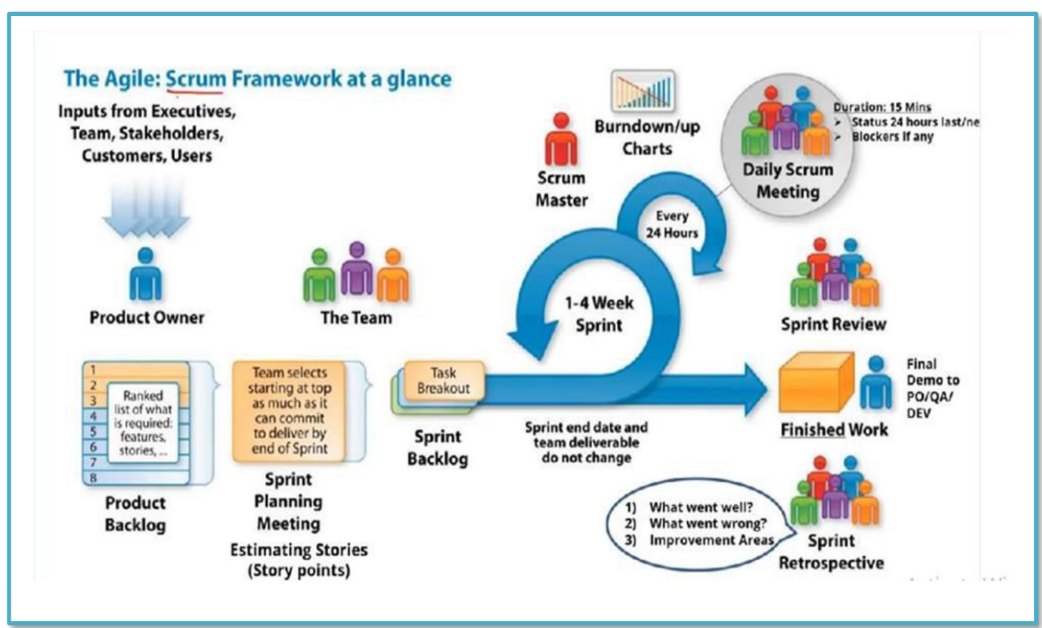 The Agile: Scrum Framework at a glance
Inputs from Executives,
Team, Stakeholders,
Customers, Users
Product Owner
The Team
Scrum
Master
Burndown/up
Charts
Daily Scrum
Meeting
Duration: 15 Mins
Status 24 hours last/ne
Blockers if any
Every
24 Hours
1-4 Week
Sprint
Sprint Review
1
2
3
4
5
6
7
8
Ranked
list of what
is required:
features,
stories, ...
Product
Backlog
Team selects
starting at top
as much as it
can commit
to deliver by
end of Sprint
Sprint
Planning
Meeting
Estimating Stories
(Story points)
Task
Breakout
Sprint
Backlog
Sprint end date and
team deliverable
do not change
Finished Work
Final
Demo to
PO/QA/
DEV
1) What went well?
2) What went wrong?
3) Improvement Areas
Sprint
Retrospective